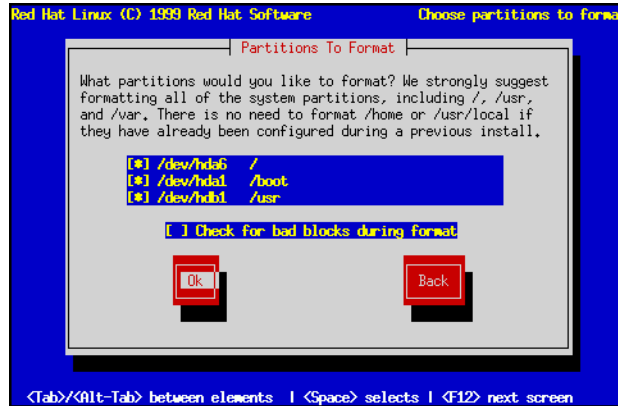 Red Hat Linux (C) 1999 Red Hat Software Choose partitions to forma
Partitions To Format
What partitions would you like to format? We strongly suggest
formatting all of the system partitions, including /, /usr,
and /var. There is no need to format /home or /usr/local if
they have already been configured during a previous install.
[*] /dev/hda6 /
[*] /dev/hda1 /boot
[*] /dev/hdb1 /usr
[ ] Check for bad blocks during format
Ok Back
<Tab>/<Alt-Tab> between elements | <Space> selects | <F12> next screen